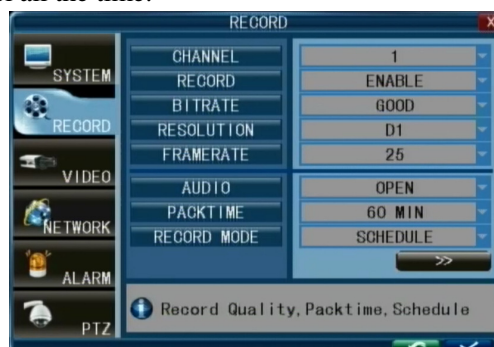 RECORD X
SYSTEM
RECORD
VIDEO
NETWORK
ALARM
PTZ
CHANNEL 1
RECORD ENABLE
BITRATE GOOD
RESOLUTION D1
FRAMERATE 25
AUDIO OPEN
PACKTIME 60 MIN
RECORD MODE SCHEDULE
>>
Record Quality,Packtime,Schedule